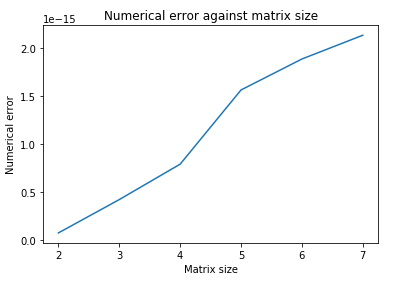 Numerical error against matrix size
1e−15
2.0
1.5
1.0
0.5
0.0
Numerical error
2 3 4 5 6 7
Matrix size